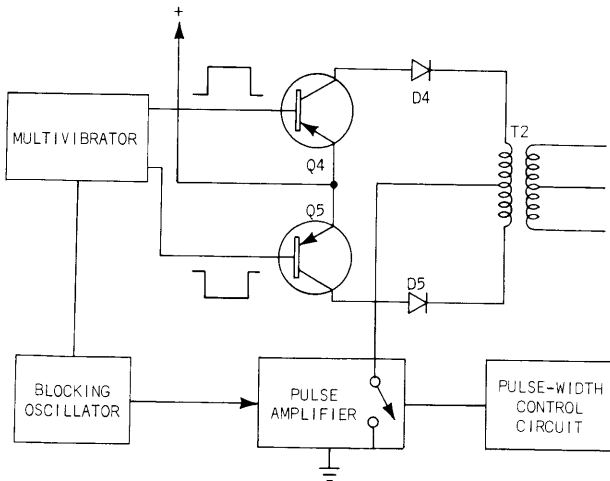 +
D4
MULTIVIBRATOR
T2
Q4
Q5
D5
BLOCKING
OSCILLATOR
PULSE
AMPLIFIER
PULSE-WIDTH
CONTROL
CIRCUIT